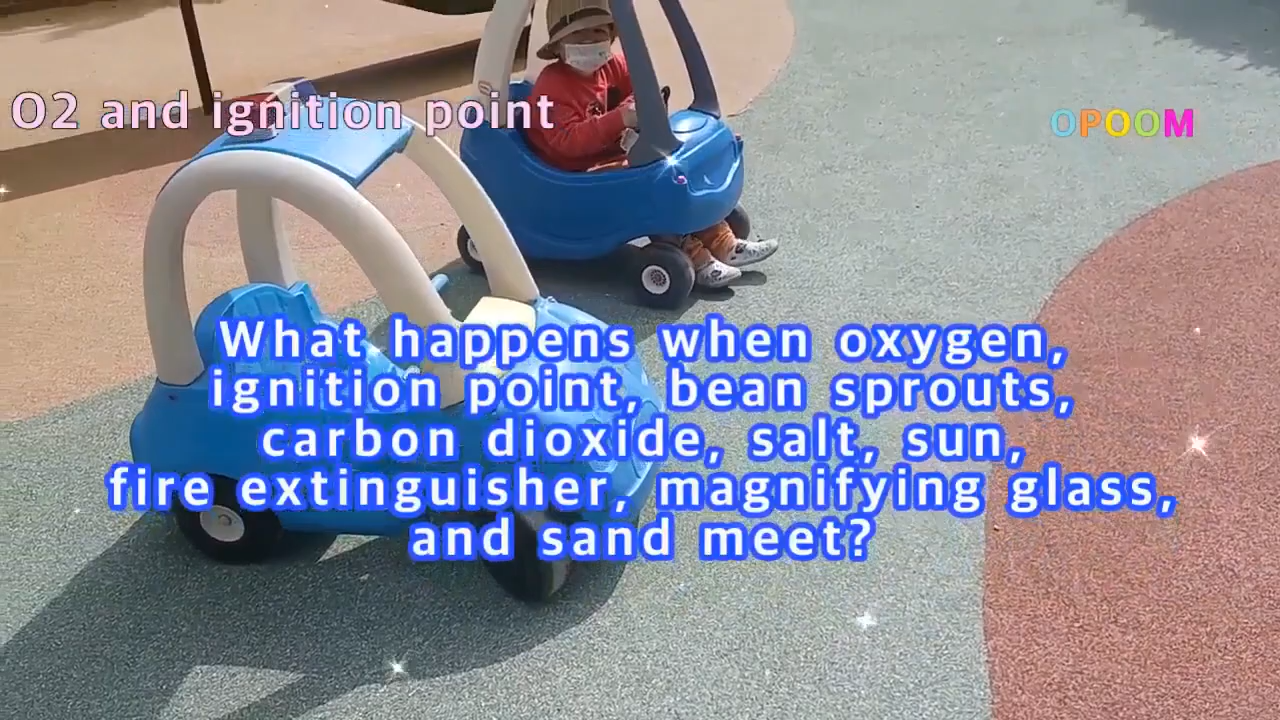 O2 and ignition point
OPOOM
What happens when oxygen,
ignition point, bean sprouts,
carbon dioxide, salt, sun,
fire extinguisher, magnifying glass,
and sand meet?